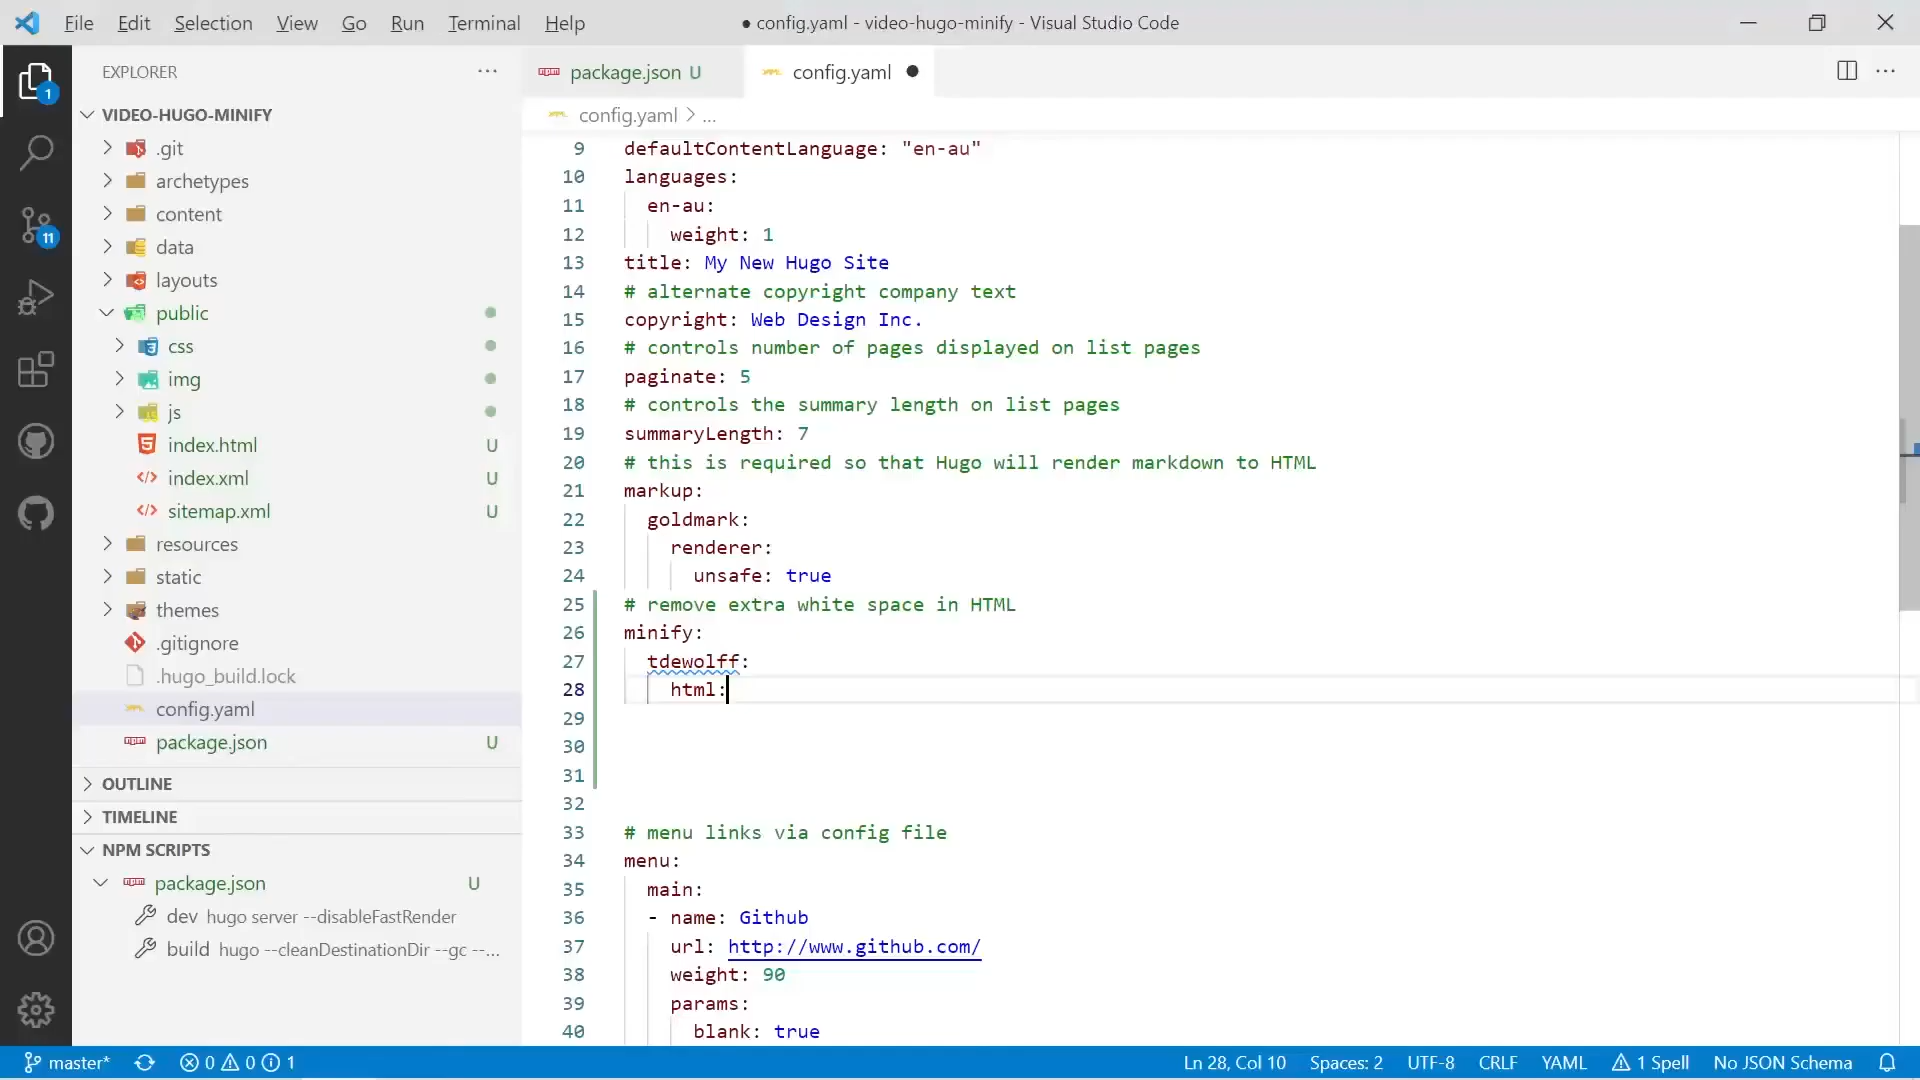 File Edit Selection View Go Run Terminal Help
● config.yaml - video-hugo-minify - Visual Studio Code
EXPLORER
VIDEO-HUGO-MINIFY
.git
archetypes
content
data
layouts
public
css
img
js
index.html U
index.xml U
sitemap.xml U
resources
static
themes
.gitignore
.hugo_build.lock
config.yaml
package.json U
OUTLINE
TIMELINE
NPM SCRIPTS
package.json U
dev hugo server --disableFastRender
build hugo --cleanDestinationDir --gc --...
1
11
package.json U
config.yaml ●
config.yaml > ...
9 defaultContentLanguage: "en-au"
10 languages:
11 en-au:
12 weight: 1
13 title: My New Hugo Site
14 # alternate copyright company text
15 copyright: Web Design Inc.
16 # controls number of pages displayed on list pages
17 paginate: 5
18 # controls the summary length on list pages
19 summaryLength: 7
20 # this is required so that Hugo will render markdown to HTML
21 markup:
22 goldmark:
23 renderer:
24 unsafe: true
25 # remove extra white space in HTML
26 minify:
27 tdewolff:
28 html:
29
30
31
32
33 # menu links via config file
34 menu:
35 main:
36 - name: Github
37 url: http://www.github.com/
38 weight: 90
39 params:
40 blank: true
master* 0 0 1
Ln 28, Col 10 Spaces: 2 UTF-8 CRLF YAML 1 Spell No JSON Schema